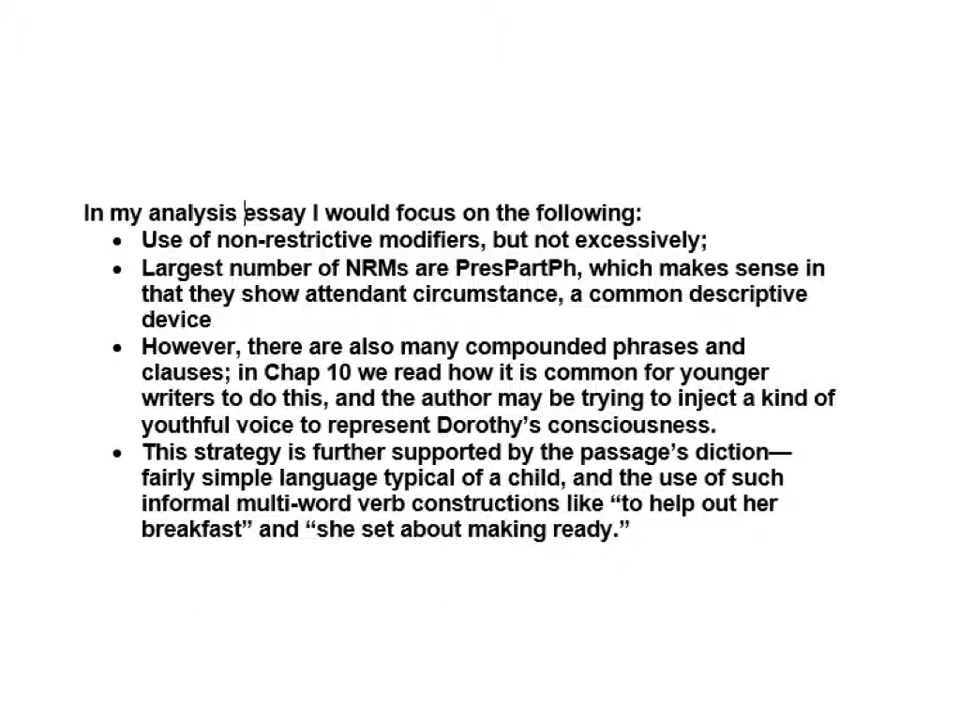 In my analysis essay I would focus on the following:
• Use of non-restrictive modifiers, but not excessively;
• Largest number of NRMs are PresPartPh, which makes sense in
that they show attendant circumstance, a common descriptive
device
• However, there are also many compounded phrases and
clauses; in Chap 10 we read how it is common for younger
writers to do this, and the author may be trying to inject a kind of
youthful voice to represent Dorothy’s consciousness.
• This strategy is further supported by the passage’s diction—
fairly simple language typical of a child, and the use of such
informal multi-word verb constructions like “to help out her
breakfast” and “she set about making ready.”